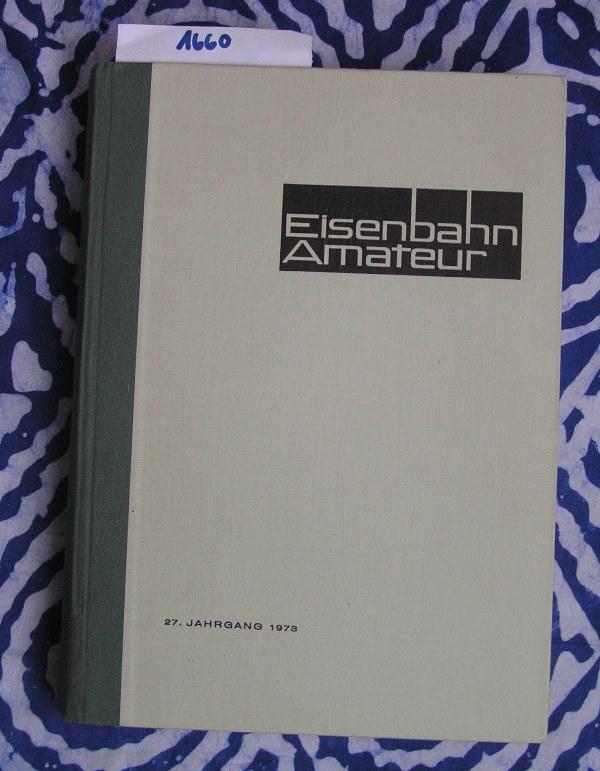 1660
Eisenbahn
Amateur
27. JAHRGANG 1973